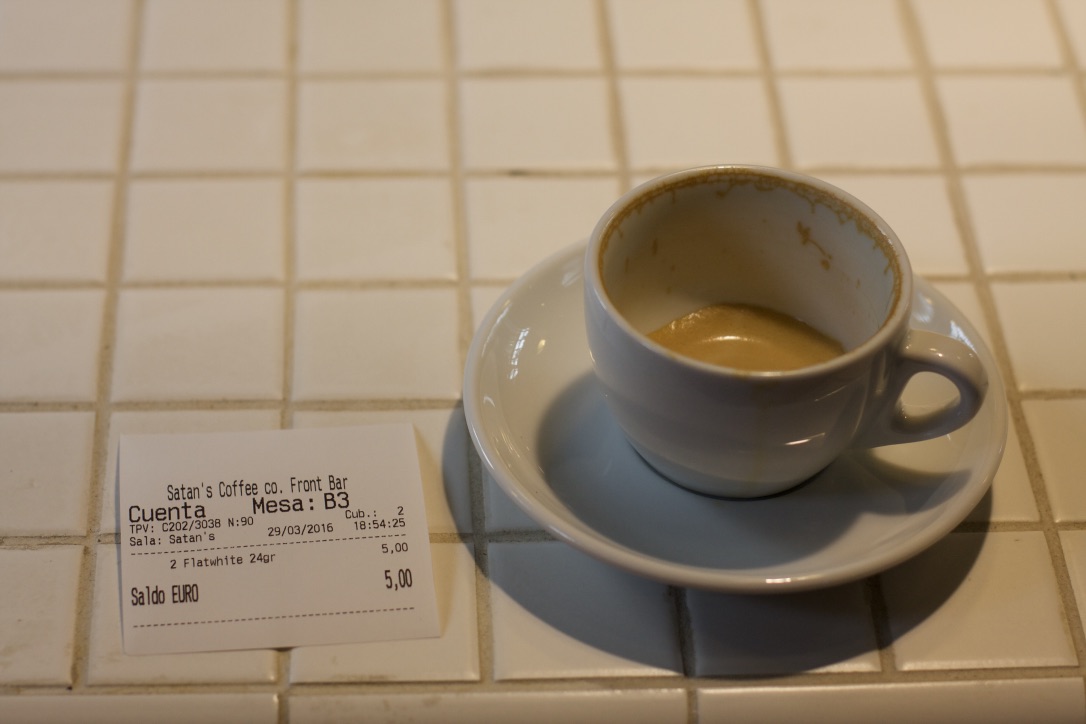 Satan's Coffee co. Front Bar
Cuenta Mesa: B3
TPV: C202/3038 N:90 Cub.: 2
Sala: Satan's 29/03/2016 18:54:25
2 Flatwhite 24gr 5,00
Saldo EURO 5,00